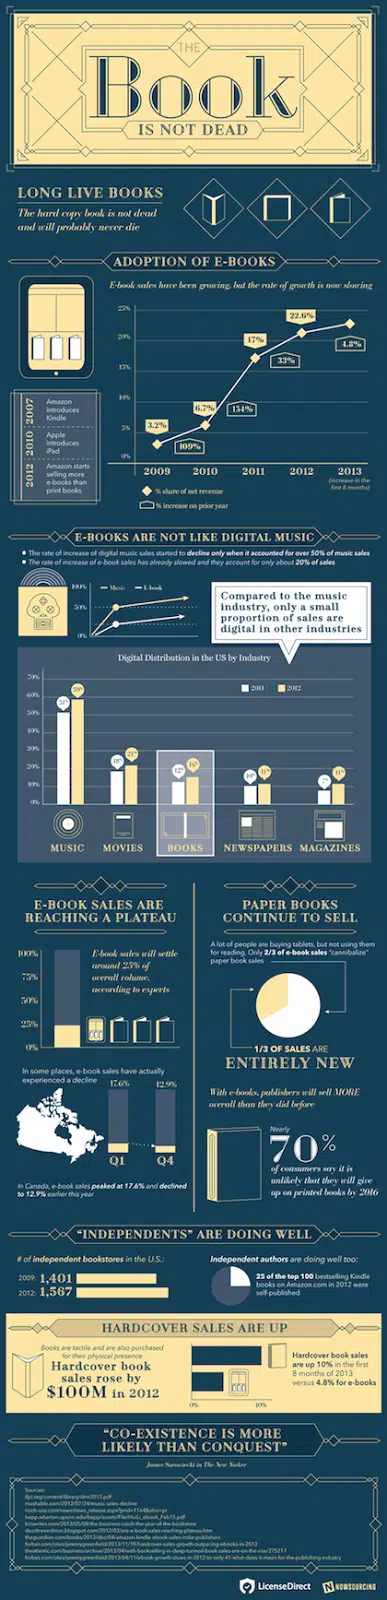 THE
Book
IS NOT DEAD
LONG LIVE BOOKS
The hard copy book is not dead
and will probably never die
ADOPTION OF E-BOOKS
E-book sales have been growing, but the rate of growth is now slowing
25%
20%
15%
10%
5%
0%
3.2%
6.7%
17%
22.6%
109%
154%
33%
4.8%
2009
2010
2011
2012
2013
(increase in the
first 8 months)
% share of net revenue
% increase on prior year
2007
Amazon
introduces
Kindle
2010
Apple
introduces
iPad
2012
Amazon starts
selling more
e-books than
print books
E-BOOKS ARE NOT LIKE DIGITAL MUSIC
The rate of increase of digital music sales started to decline only when it accounted for over 50% of music sales
The rate of increase of e-book sales has already slowed and they account for only about 20% of sales
100%
50%
0%
Music
E-book
Compared to the music
industry, only a small
proportion of sales are
digital in other industries
Digital Distribution in the US by Industry
2011
2012
70%
60%
50%
40%
30%
20%
10%
0%
59%
21%
12%
16%
11%
11%
MUSIC
MOVIES
BOOKS
NEWSPAPERS
MAGAZINES
E-BOOK SALES ARE
REACHING A PLATEAU
100%
75%
50%
25%
0%
E-book sales will settle
around 25% of
overall volume,
according to experts
In some places, e-book sales have actually
experienced a decline
17.6%
12.9%
Q1
Q4
In Canada, e-book sales peaked at 17.6% and declined
to 12.9% earlier this year
PAPER BOOKS
CONTINUE TO SELL
A lot of people are buying tablets, but not using them
for reading. Only 2/3 of e-book sales "cannibalize"
paper book sales
1/3 OF SALES ARE
ENTIRELY NEW
With e-books, publishers will sell MORE
overall than they did before
Nearly
70%
of consumers say it is
unlikely that they will give
up on printed books by 2016
"INDEPENDENTS" ARE DOING WELL
# of independent bookstores in the U.S.:
2009: 1,401
2012: 1,567
Independent authors are doing well too:
25 of the top 100 bestselling Kindle
books on Amazon.com in 2012 were
self-published
HARDCOVER SALES ARE UP
Books are tactile and are also purchased
for their physical presence
Hardcover book
sales rose by
$100M in 2012
0%
10%
Hardcover book sales
are up 10% in the first
8 months of 2013
versus 4.8% for e-books
"CO-EXISTENCE IS MORE
LIKELY THAN CONQUEST"
James Surowiecki in The New Yorker
Sources:
LicenseDirect
NOWSOURCING